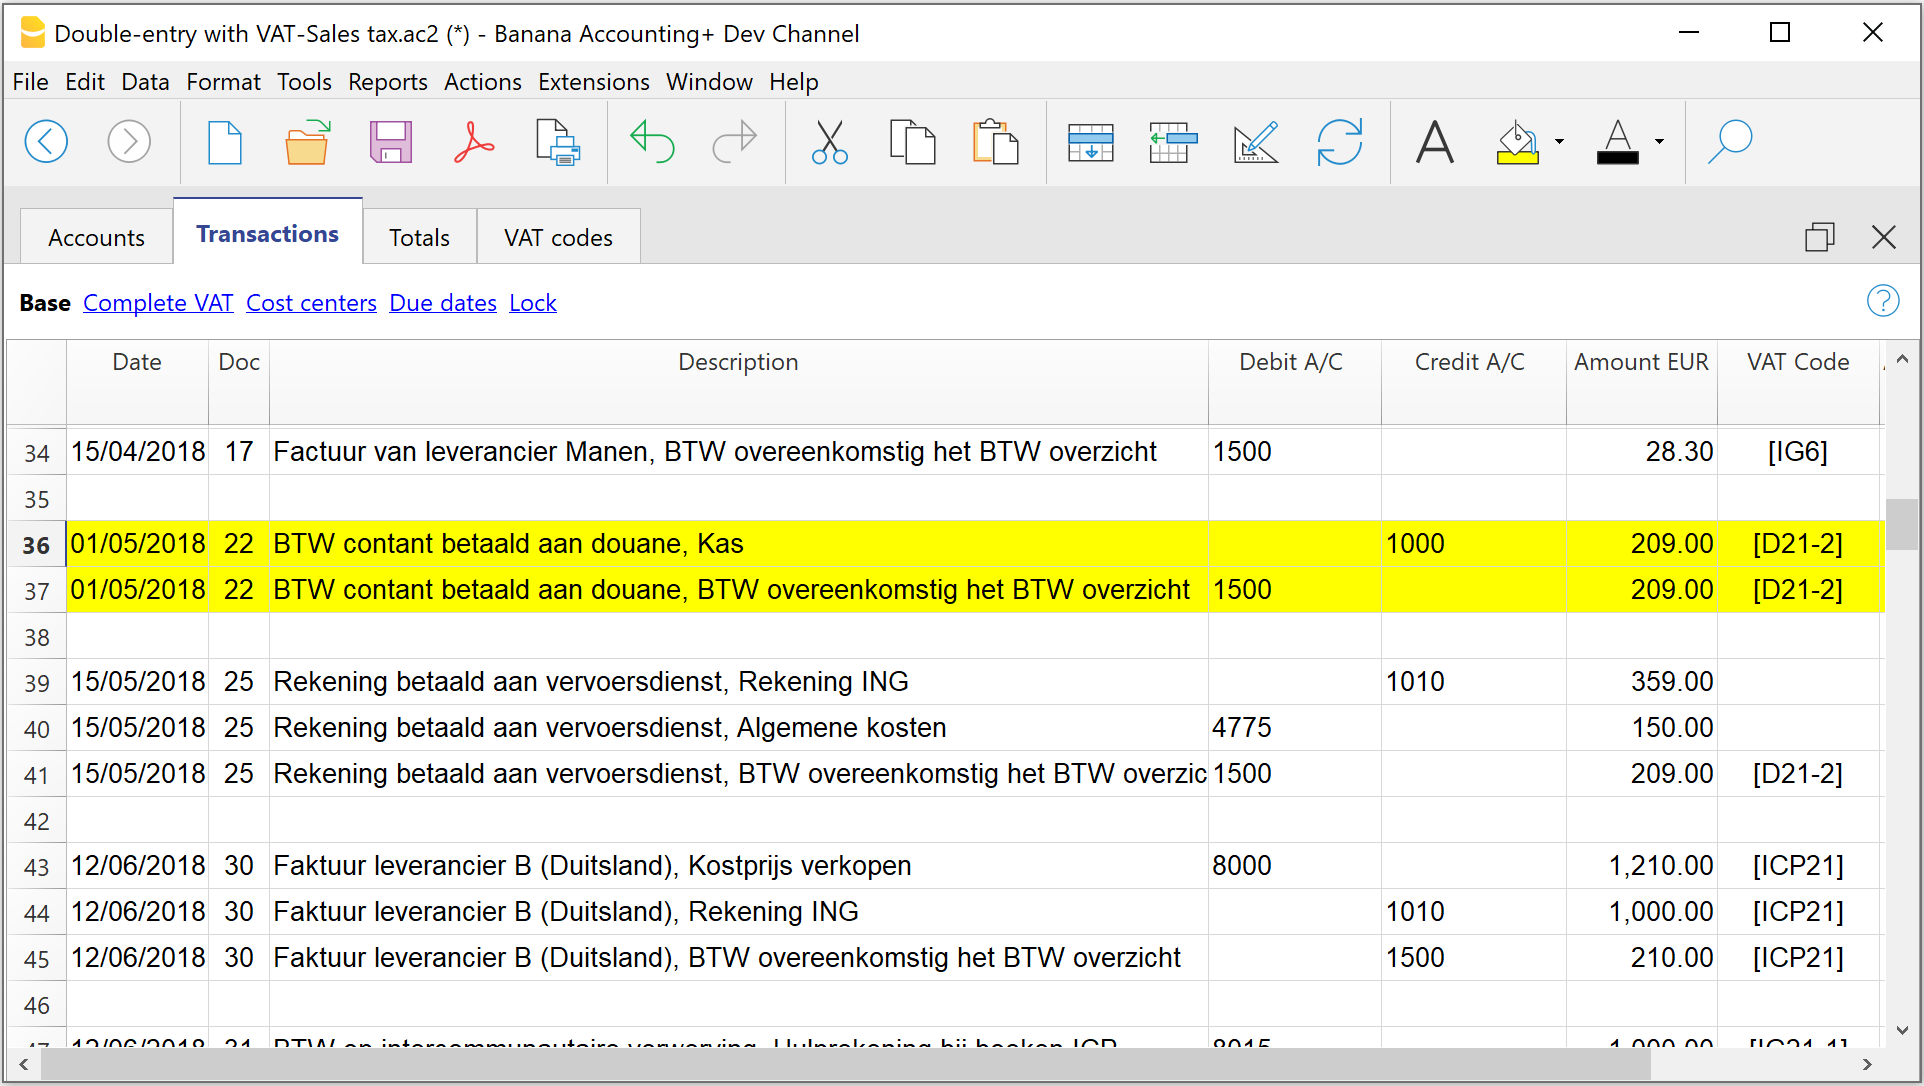 Double-entry with VAT-Sales tax.ac2 (*) - Banana Accounting+ Dev Channel
File Edit Data Format Tools Reports Actions Extensions Window Help
Accounts Transactions Totals VAT codes
Base Complete VAT Cost centers Due dates Lock
Date Doc Description Debit A/C Credit A/C Amount EUR VAT Code
34 15/04/2018 17 Factuur van leverancier Manen, BTW overeenkomstig het BTW overzicht 1500 28.30 [IG6]
35
36 01/05/2018 22 BTW contant betaald aan douane, Kas 1000 209.00 [D21-2]
37 01/05/2018 22 BTW contant betaald aan douane, BTW overeenkomstig het BTW overzicht 1500 209.00 [D21-2]
38
39 15/05/2018 25 Rekening betaald aan vervoersdienst, Rekening ING 1010 359.00
40 15/05/2018 25 Rekening betaald aan vervoersdienst, Algemene kosten 4775 150.00
41 15/05/2018 25 Rekening betaald aan vervoersdienst, BTW overeenkomstig het BTW overzic 1500 209.00 [D21-2]
42
43 12/06/2018 30 Faktuur leverancier B (Duitsland), Kostprijs verkopen 8000 1,210.00 [ICP21]
44 12/06/2018 30 Faktuur leverancier B (Duitsland), Rekening ING 1010 1,000.00 [ICP21]
45 12/06/2018 30 Faktuur leverancier B (Duitsland), BTW overeenkomstig het BTW overzicht 1500 210.00 [ICP21]
46